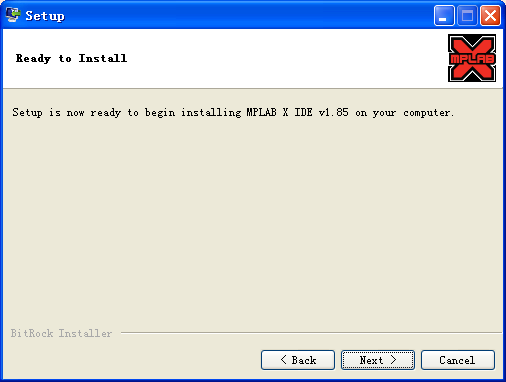 Setup
Ready to Install
MPLAB
Setup is now ready to begin installing MPLAB X IDE v1.85 on your computer.
BitRock Installer
< Back
Next >
Cancel